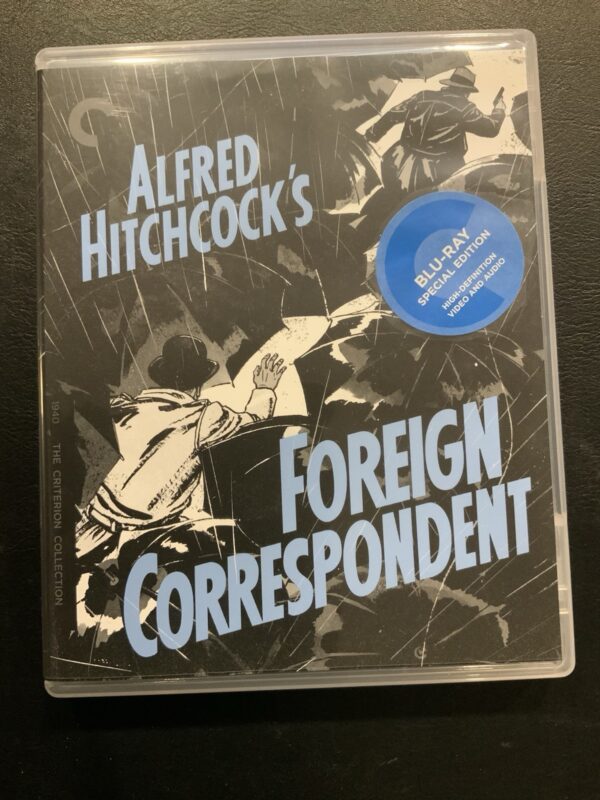 ALFRED
HITCHCOCK'S
BLU-RAY
SPECIAL EDITION
HIGH-DEFINITION
VIDEO AND AUDIO
FOREIGN
CORRESPONDENT
1940 THE CRITERION COLLECTION